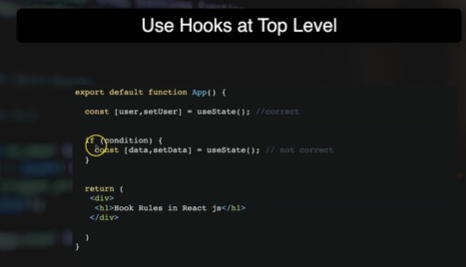 Use Hooks at Top Level
export default function App() {
const [user,setUser] = useState(); //correct
if (condition) {
const [data,setData] = useState(); // not correct
}
return (
<div>
<h1>Hook Rules in React js</h1>
</div>
)
}